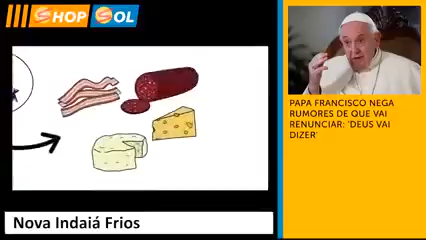 SHOP SOL
PAPA FRANCISCO NEGA
RUMORES DE QUE VAI
RENUNCIAR: 'DEUS VAI
DIZER'
Nova Indaiá Frios